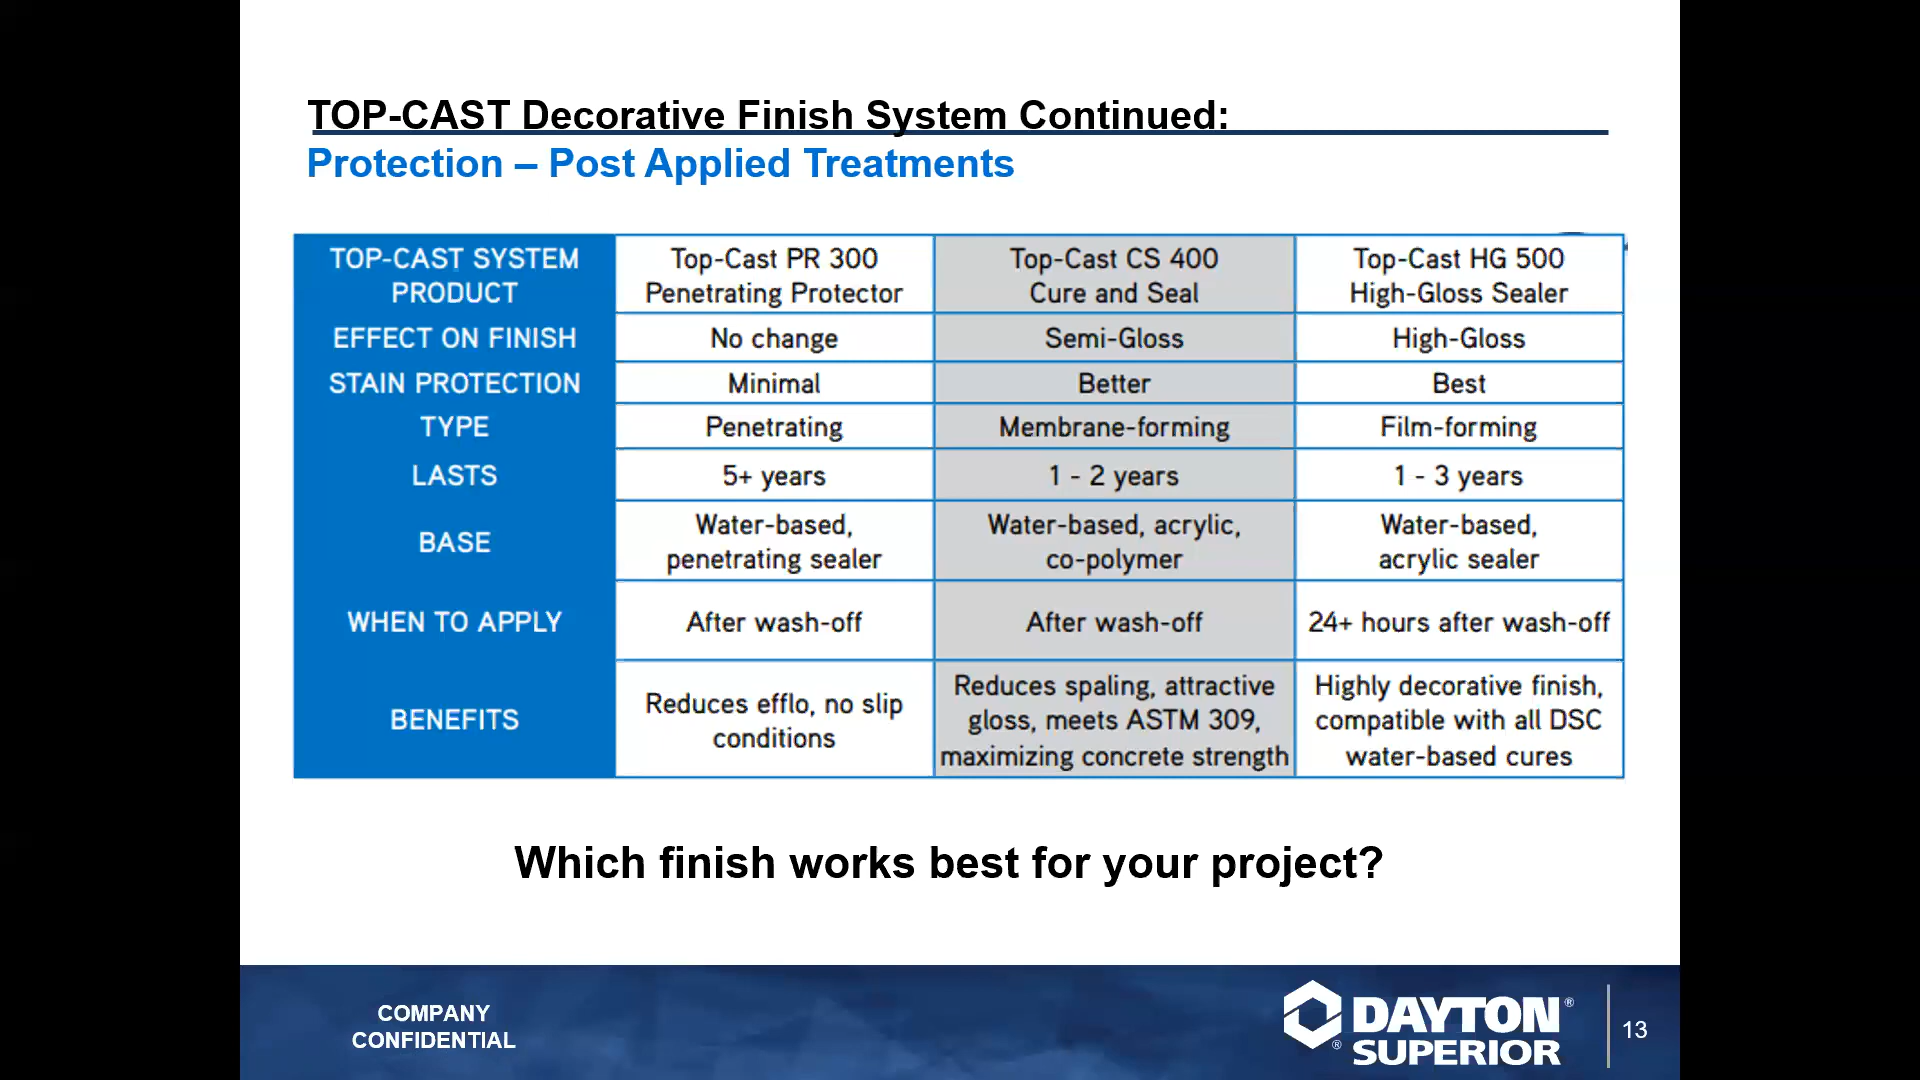 TOP-CAST Decorative Finish System Continued:
Protection – Post Applied Treatments
TOP-CAST SYSTEM
PRODUCT
Top-Cast PR 300
Penetrating Protector
Top-Cast CS 400
Cure and Seal
Top-Cast HG 500
High-Gloss Sealer
EFFECT ON FINISH
No change
Semi-Gloss
High-Gloss
STAIN PROTECTION
Minimal
Better
Best
TYPE
Penetrating
Membrane-forming
Film-forming
LASTS
5+ years
1 - 2 years
1 - 3 years
BASE
Water-based,
penetrating sealer
Water-based, acrylic,
co-polymer
Water-based,
acrylic sealer
WHEN TO APPLY
After wash-off
After wash-off
24+ hours after wash-off
BENEFITS
Reduces efflo, no slip
conditions
Reduces spaling, attractive
gloss, meets ASTM 309,
maximizing concrete strength
Highly decorative finish,
compatible with all DSC
water-based cures
Which finish works best for your project?
COMPANY
CONFIDENTIAL
DAYTON®
® SUPERIOR
13